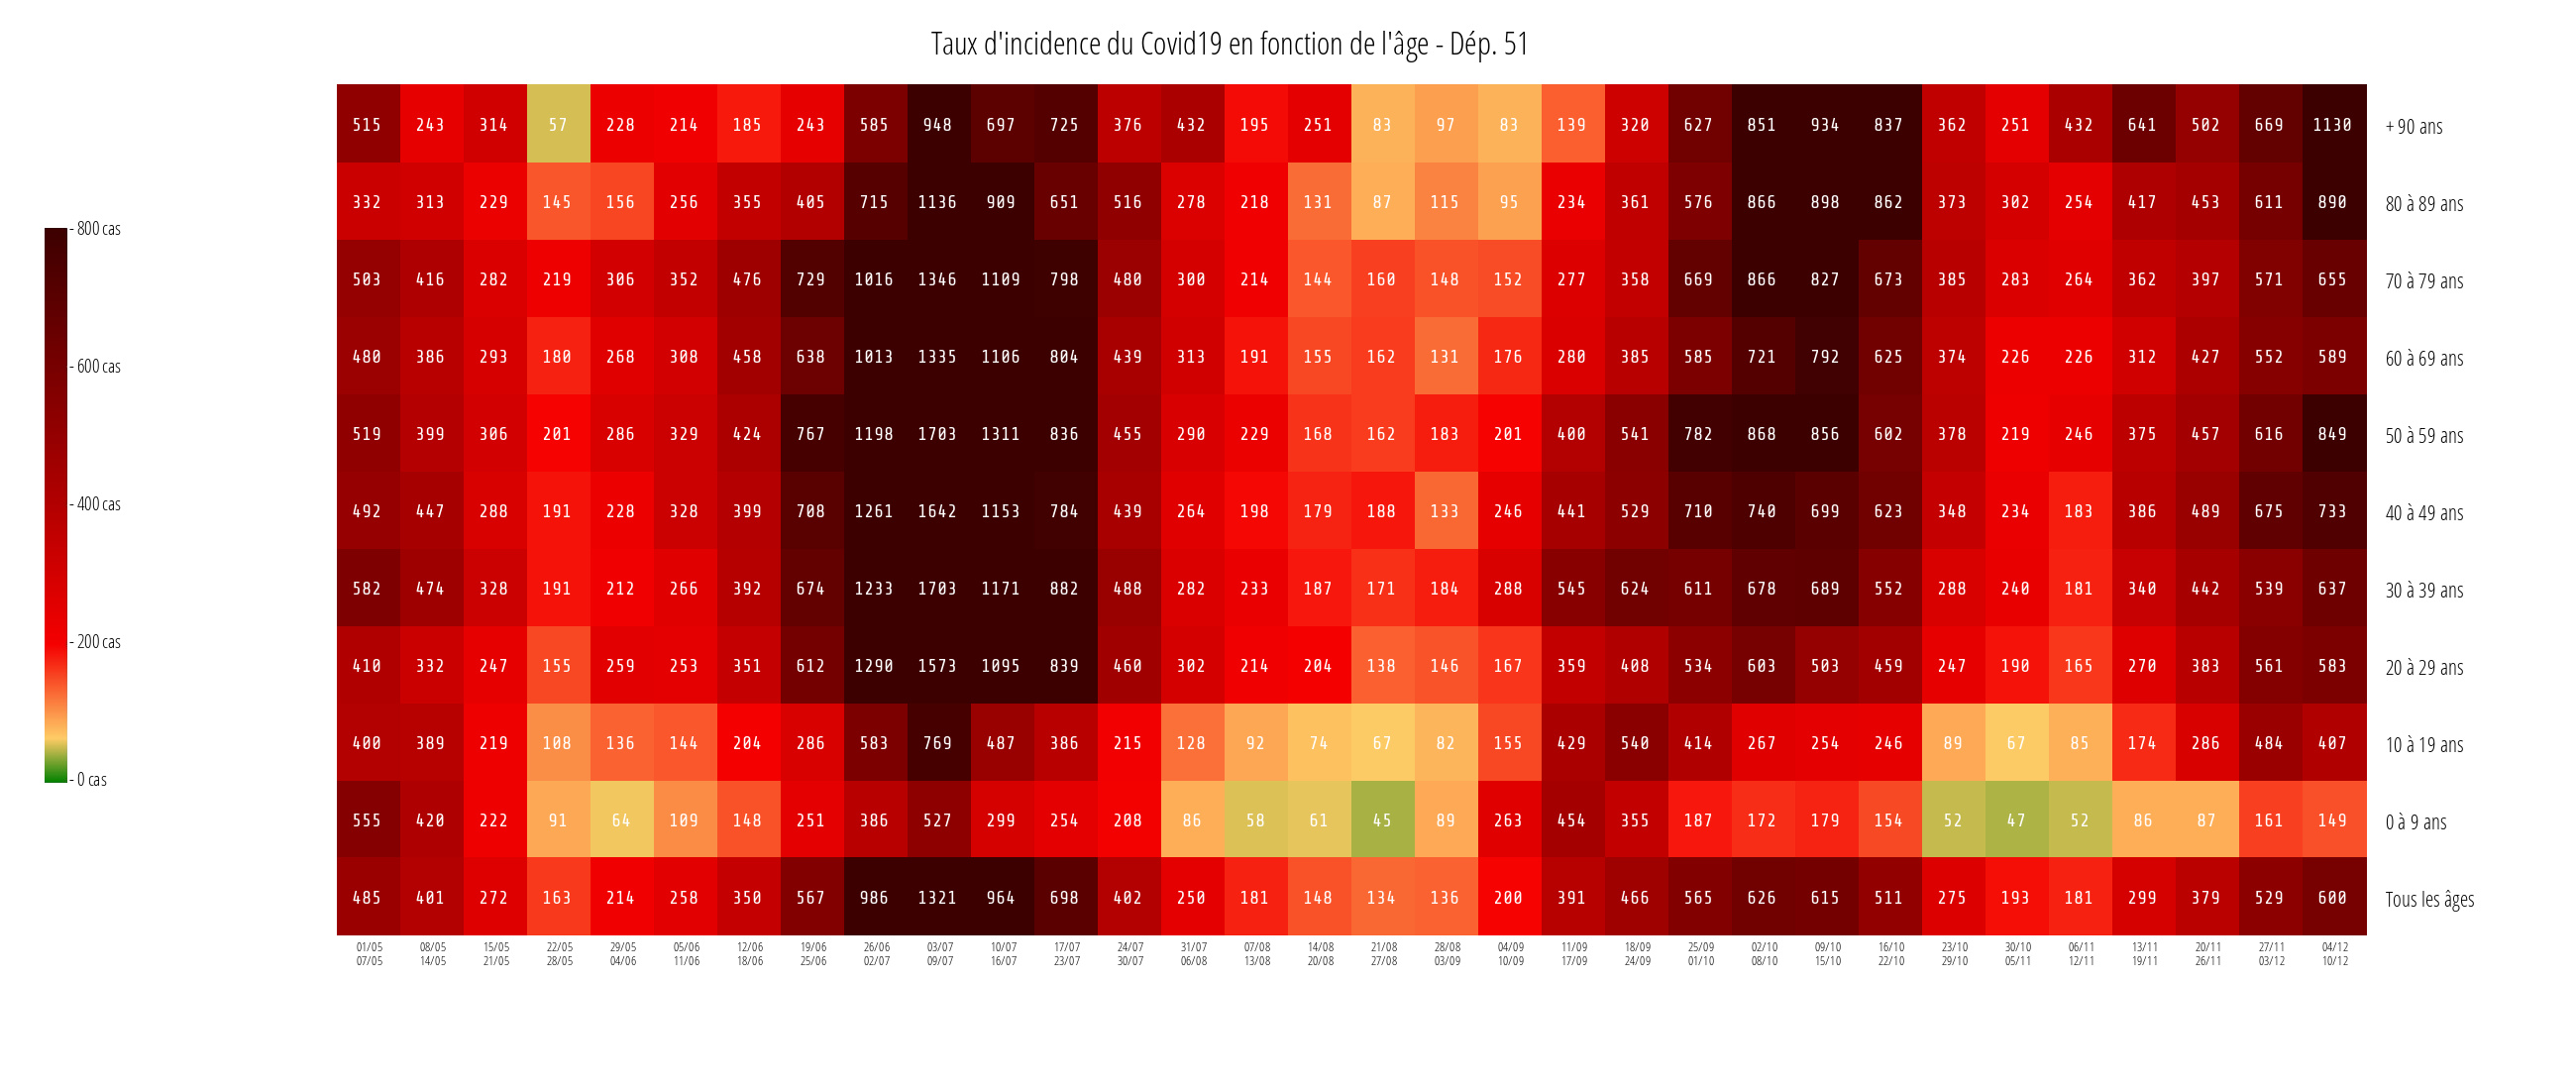 Taux d'incidence du Covid19 en fonction de l'âge - Dép. 51
515 243 314 57 228 214 185 243 585 948 697 725 376 432 195 251 83 97 83 139 320 627 851 934 837 362 251 432 641 502 669 1130 + 90 ans
332 313 229 145 156 256 355 405 715 1136 909 651 516 278 218 131 87 115 95 234 361 576 866 898 862 373 302 254 417 453 611 890 80 à 89 ans
- 800 cas
503 416 282 219 306 352 476 729 1016 1346 1109 798 480 300 214 144 160 148 152 277 358 669 866 827 673 385 283 264 362 397 571 655 70 à 79 ans
480 386 293 180 268 308 458 638 1013 1335 1106 804 439 313 191 155 162 131 176 280 385 585 721 792 625 374 226 226 312 427 552 589 60 à 69 ans
- 600 cas
519 399 306 201 286 329 424 767 1198 1703 1311 836 455 290 229 168 162 183 201 400 541 782 868 856 602 378 219 246 375 457 616 849 50 à 59 ans
- 400 cas
492 447 288 191 228 328 399 708 1261 1642 1153 784 439 264 198 179 188 133 246 441 529 710 740 699 623 348 234 183 386 489 675 733 40 à 49 ans
582 474 328 191 212 266 392 674 1233 1703 1171 882 488 282 233 187 171 184 288 545 624 611 678 689 552 288 240 181 340 442 539 637 30 à 39 ans
- 200 cas
410 332 247 155 259 253 351 612 1290 1573 1095 839 460 302 214 204 138 146 167 359 408 534 603 503 459 247 190 165 270 383 561 583 20 à 29 ans
400 389 219 108 136 144 204 286 583 769 487 386 215 128 92 74 67 82 155 429 540 414 267 254 246 89 67 85 174 286 484 407 10 à 19 ans
- 0 cas
555 420 222 91 64 109 148 251 386 527 299 254 208 86 58 61 45 89 263 454 355 187 172 179 154 52 47 52 86 87 161 149 0 à 9 ans
485 401 272 163 214 258 350 567 986 1321 964 698 402 250 181 148 134 136 200 391 466 565 626 615 511 275 193 181 299 379 529 600 Tous les âges
01/05 08/05 15/05 22/05 29/05 05/06 12/06 19/06 26/06 03/07 10/07 17/07 24/07 31/07 07/08 14/08 21/08 28/08 04/09 11/09 18/09 25/09 02/10 09/10 16/10 23/10 30/10 06/11 13/11 20/11 27/11 04/12
07/05 14/05 21/05 28/05 04/06 11/06 18/06 25/06 02/07 09/07 16/07 23/07 30/07 06/08 13/08 20/08 27/08 03/09 10/09 17/09 24/09 01/10 08/10 15/10 22/10 29/10 05/11 12/11 19/11 26/11 03/12 10/12